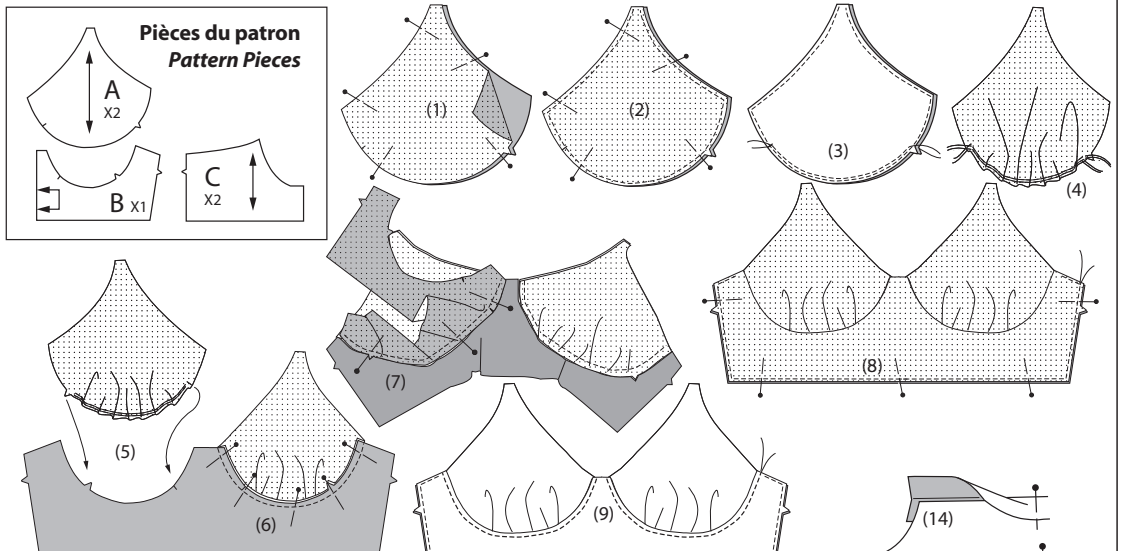 Pièces du patron
Pattern Pieces
A
X2
B X1
C
X2
(1)
(2)
(3)
(4)
(5)
(6)
(7)
(8)
(9)
(14)